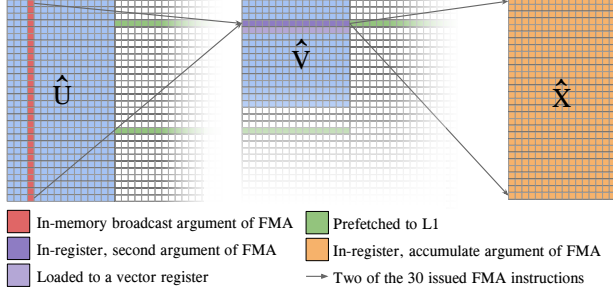 Û
V̂
X̂
In-memory broadcast argument of FMA
Prefetched to L1
In-register, second argument of FMA
In-register, accumulate argument of FMA
Loaded to a vector register
Two of the 30 issued FMA instructions